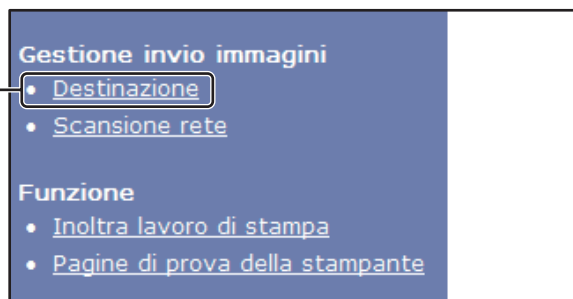 Gestione invio immagini
• Destinazione
• Scansione rete
Funzione
• Inoltra lavoro di stampa
• Pagine di prova della stampante